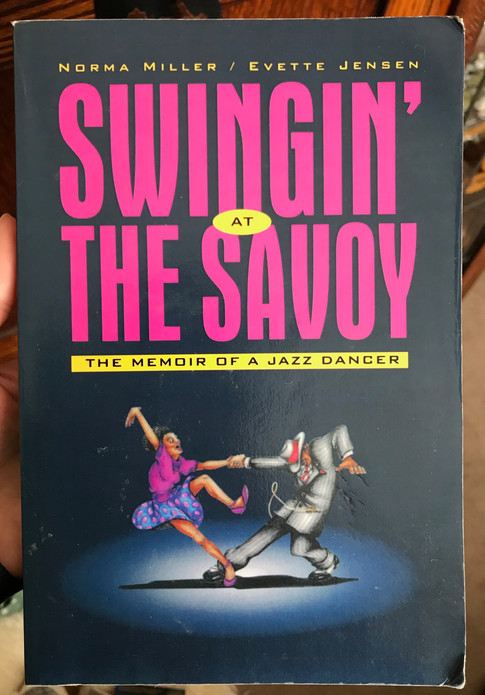 NORMA MILLER / EVETTE JENSEN
SWINGIN'
AT
THE SAVOY
THE MEMOIR OF A JAZZ DANCER